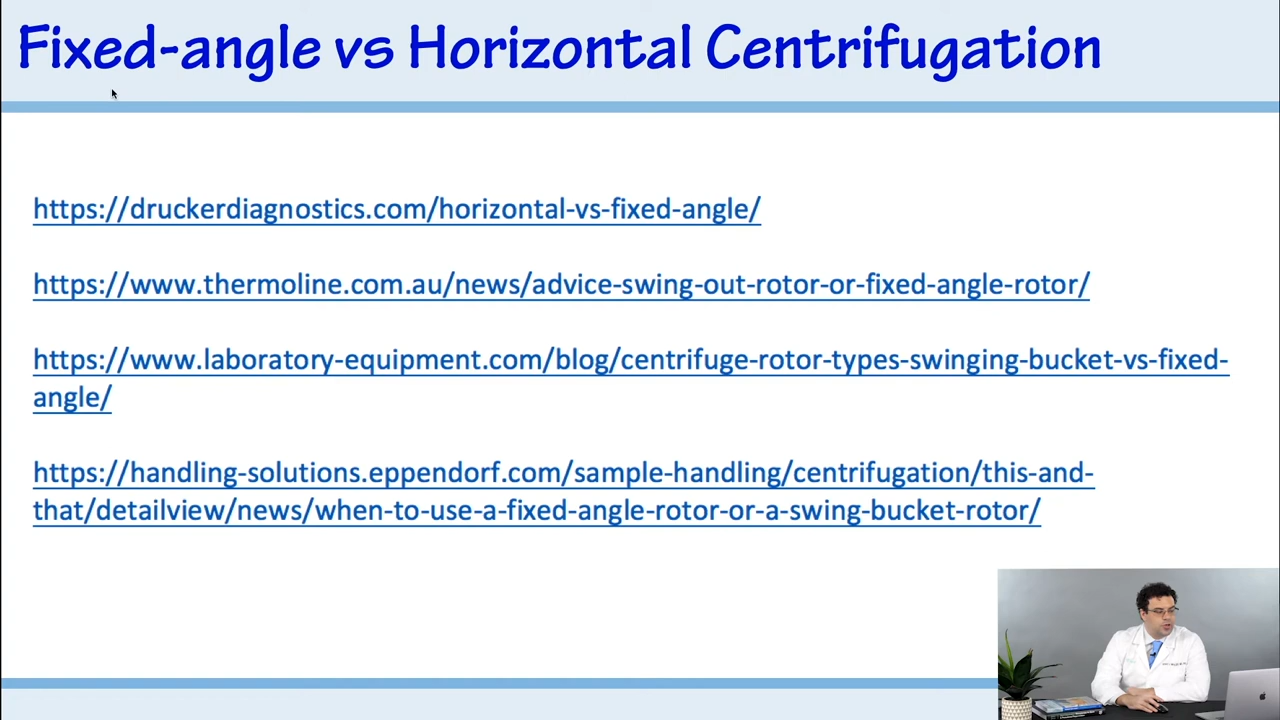 Fixed-angle vs Horizontal Centrifugation
https://druckerdiagnostics.com/horizontal-vs-fixed-angle/
https://www.thermoline.com.au/news/advice-swing-out-rotor-or-fixed-angle-rotor/
https://www.laboratory-equipment.com/blog/centrifuge-rotor-types-swinging-bucket-vs-fixed-
angle/
https://handling-solutions.eppendorf.com/sample-handling/centrifugation/this-and-
that/detailview/news/when-to-use-a-fixed-angle-rotor-or-a-swing-bucket-rotor/